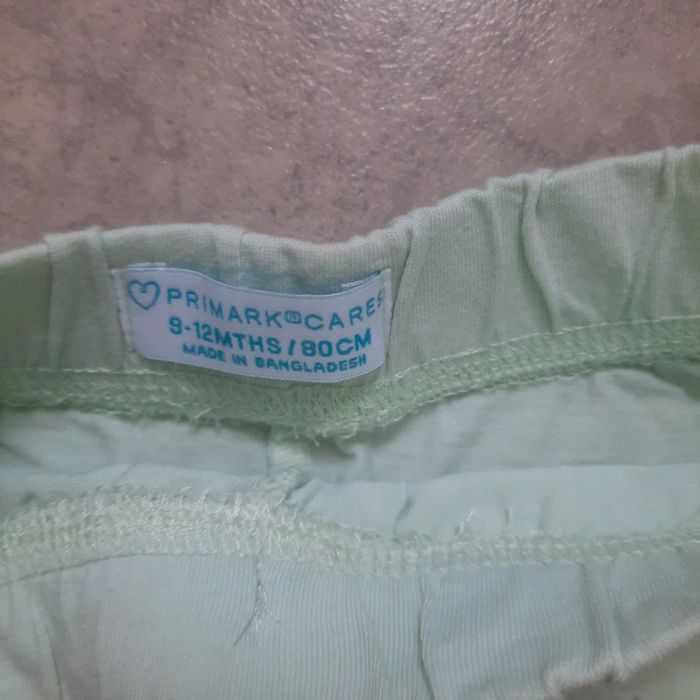 PRIMARK CARES
9-12MTHS / 80CM
MADE IN BANGLADESH